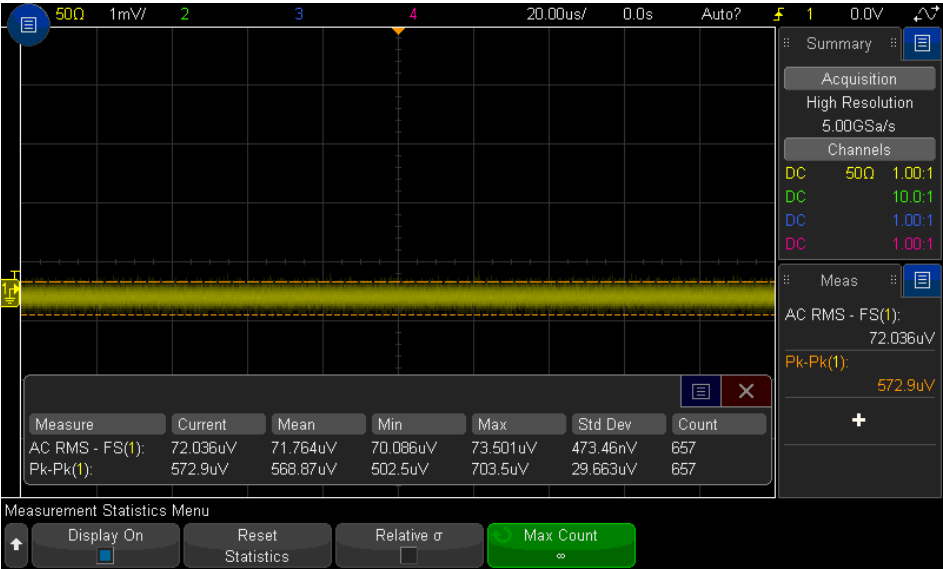 50Ω 1mV/ 2 3 4 20.00us/ 0.0s Auto? 1 0.0V
Summary
Acquisition
High Resolution
5.00GSa/s
Channels
DC 50Ω 1.00:1
DC 10.0:1
DC 1.00:1
DC 1.00:1
T
1
Meas
AC RMS - FS(1):
72.036uV
Pk-Pk(1):
572.9uV
+
Measure Current Mean Min Max Std Dev Count
AC RMS - FS(1): 72.036uV 71.764uV 70.086uV 73.501uV 473.46nV 657
Pk-Pk(1): 572.9uV 568.87uV 502.5uV 703.5uV 29.663uV 657
Measurement Statistics Menu
Display On
Reset
Statistics
Relative σ
Max Count
∞